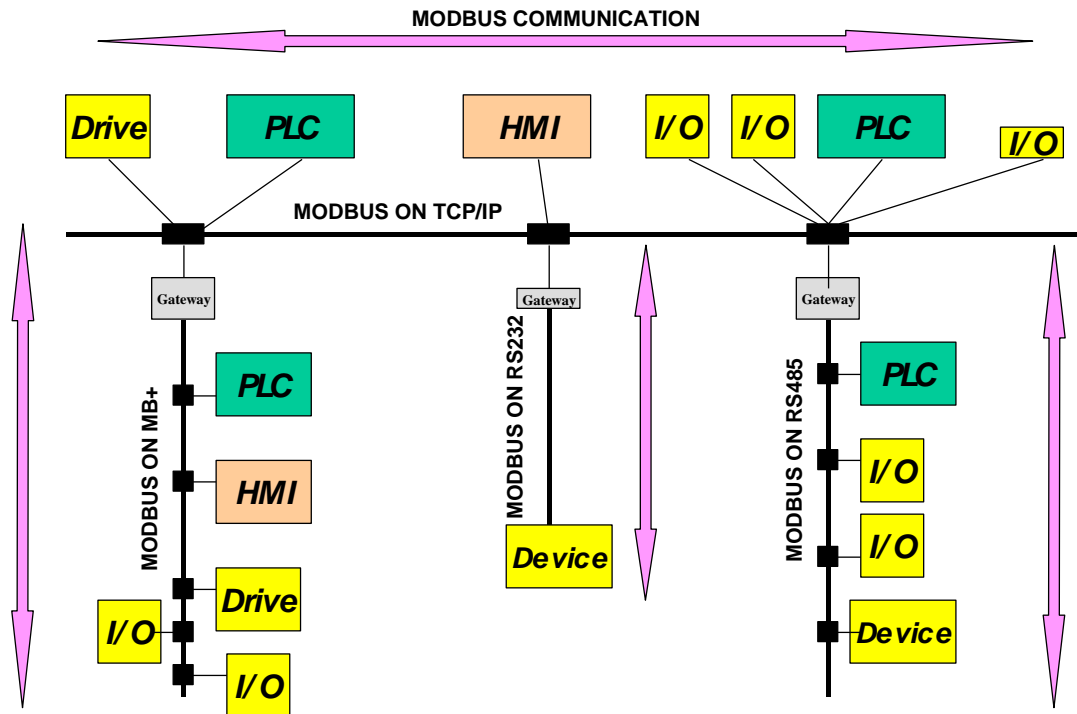 MODBUS COMMUNICATION
Drive
PLC
HMI
I/O
I/O
PLC
I/O
MODBUS ON TCP/IP
Gateway
Gateway
Gateway
MODBUS ON MB+
PLC
HMI
Drive
I/O
I/O
MODBUS ON RS232
Device
MODBUS ON RS485
PLC
I/O
I/O
Device